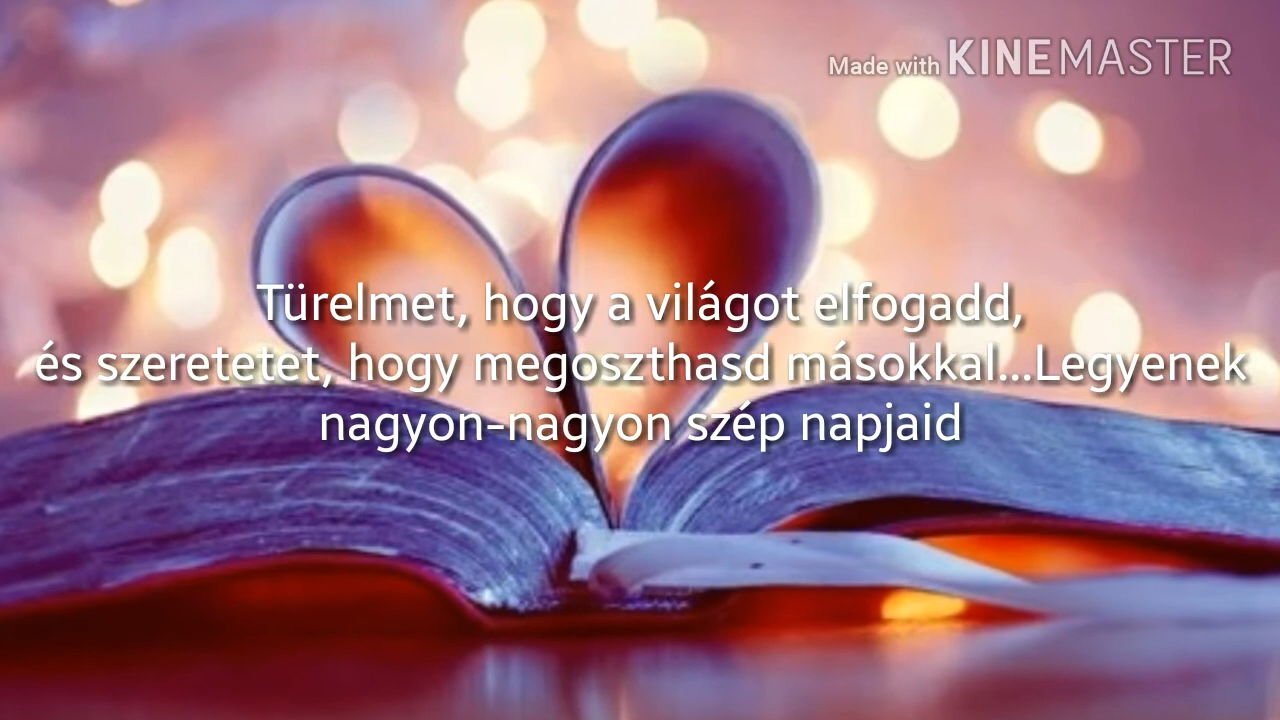 Made with KINEMASTER
Türelmet, hogy a világot elfogadd,
és szeretetet, hogy megoszthasd másokkal...Legyenek
nagyon-nagyon szép napjaid